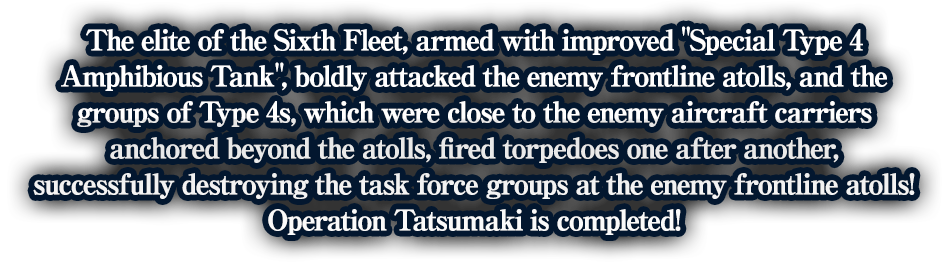 The elite of the Sixth Fleet, armed with improved "Special Type 4
Amphibious Tank", boldly attacked the enemy frontline atolls, and the
groups of Type 4s, which were close to the enemy aircraft carriers
anchored beyond the atolls, fired torpedoes one after another,
successfully destroying the task force groups at the enemy frontline atolls!
Operation Tatsumaki is completed!